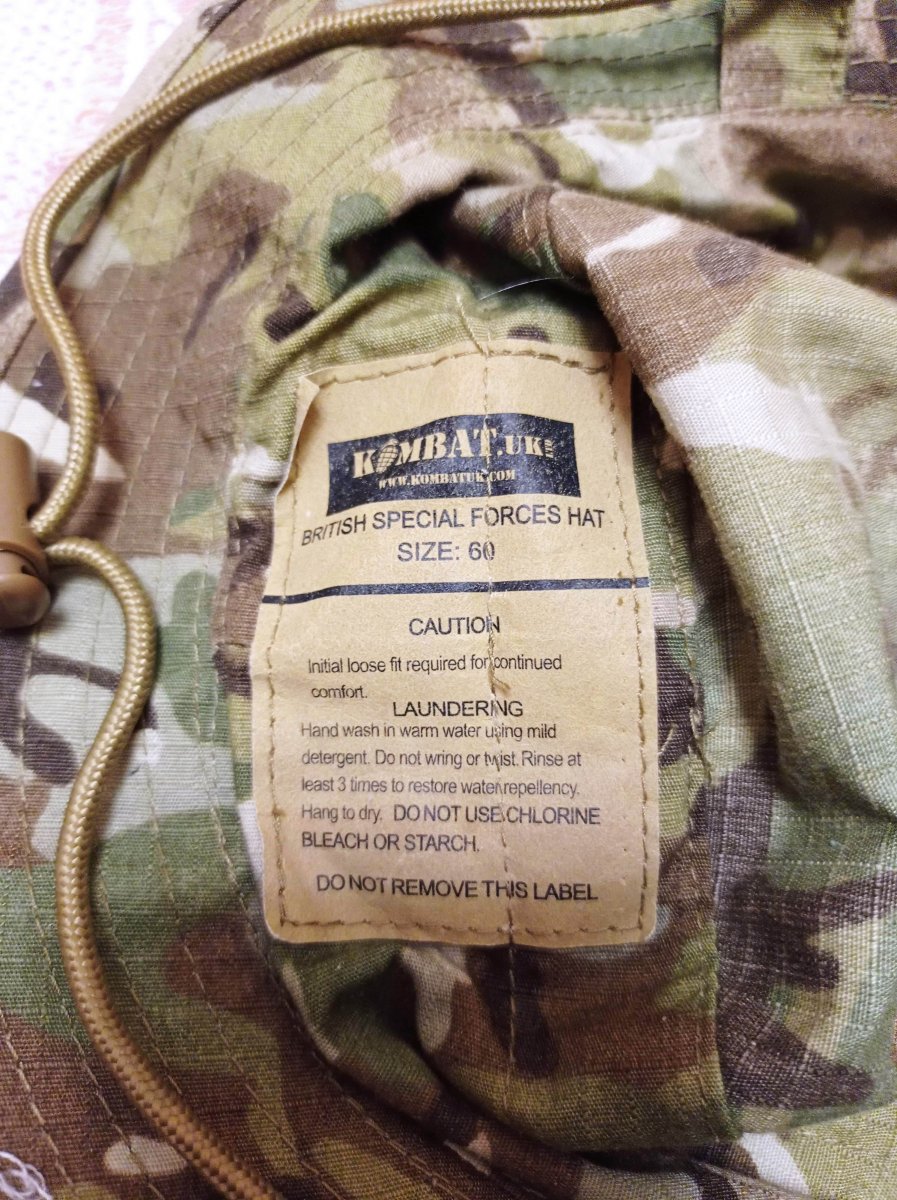 KOMBAT.UK LTD
WWW.KOMBATUK.COM
BRITISH SPECIAL FORCES HAT
SIZE: 60
CAUTION
Initial loose fit required for continued
comfort.
LAUNDERING
Hand wash in warm water using mild
detergent. Do not wring or twist. Rinse at
least 3 times to restore water repellency.
Hang to dry. DO NOT USE CHLORINE
BLEACH OR STARCH.
DO NOT REMOVE THIS LABEL